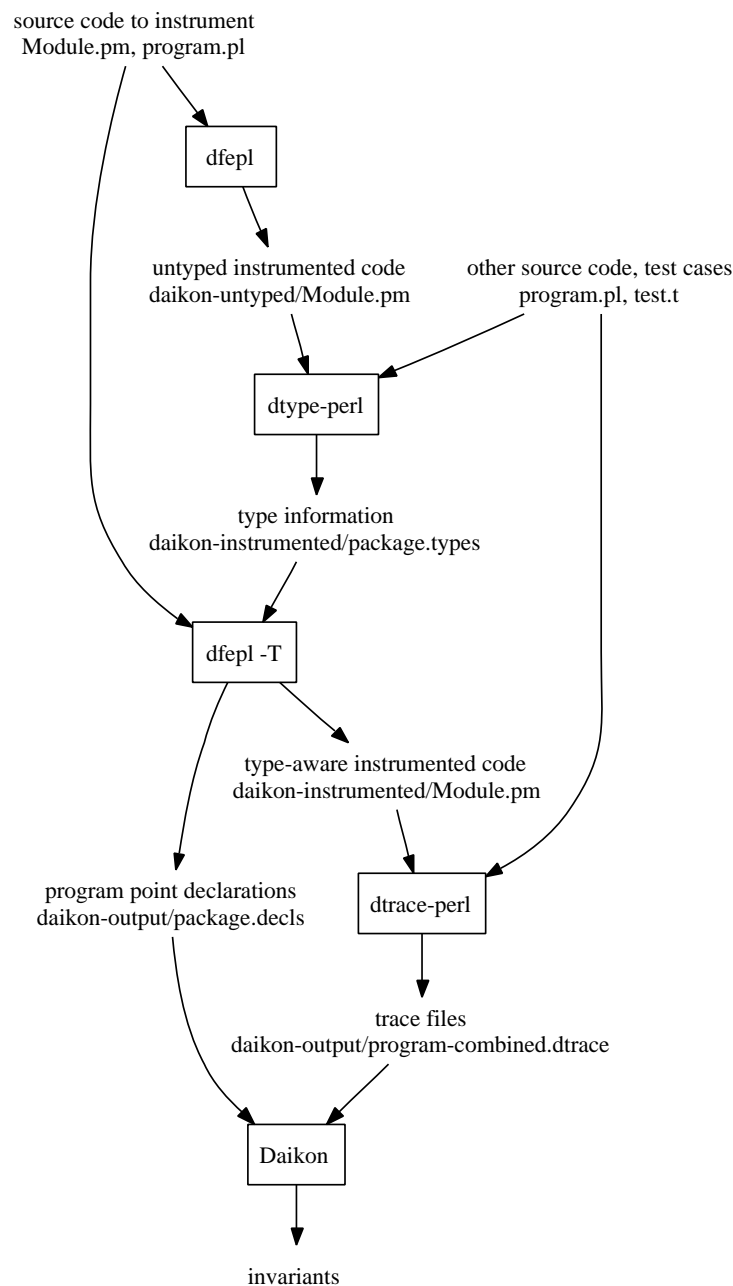 source code to instrument
Module.pm, program.pl
dfepl
untyped instrumented code
daikon-untyped/Module.pm
other source code, test cases
program.pl, test.t
dtype-perl
type information
daikon-instrumented/package.types
dfepl -T
type-aware instrumented code
daikon-instrumented/Module.pm
program point declarations
daikon-output/package.decls
dtrace-perl
trace files
daikon-output/program-combined.dtrace
Daikon
invariants